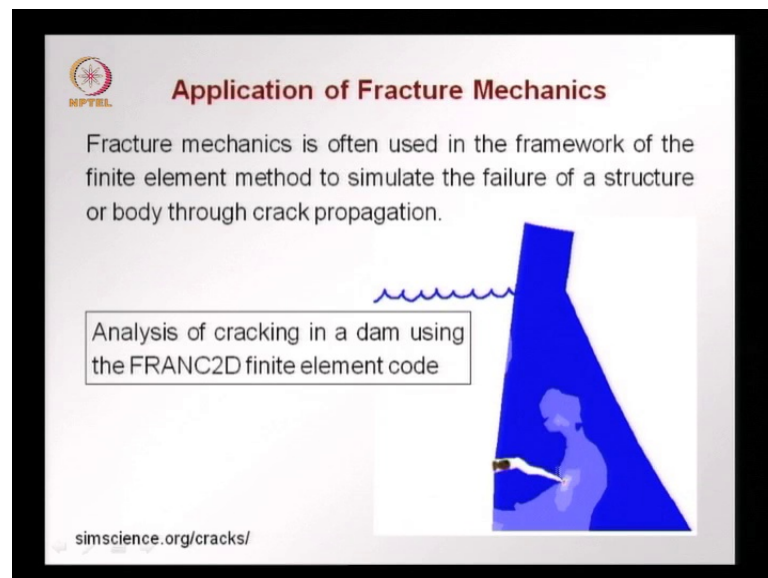 NPTEL
Application of Fracture Mechanics
Fracture mechanics is often used in the framework of the
finite element method to simulate the failure of a structure
or body through crack propagation.
Analysis of cracking in a dam using
the FRANC2D finite element code
simscience.org/cracks/